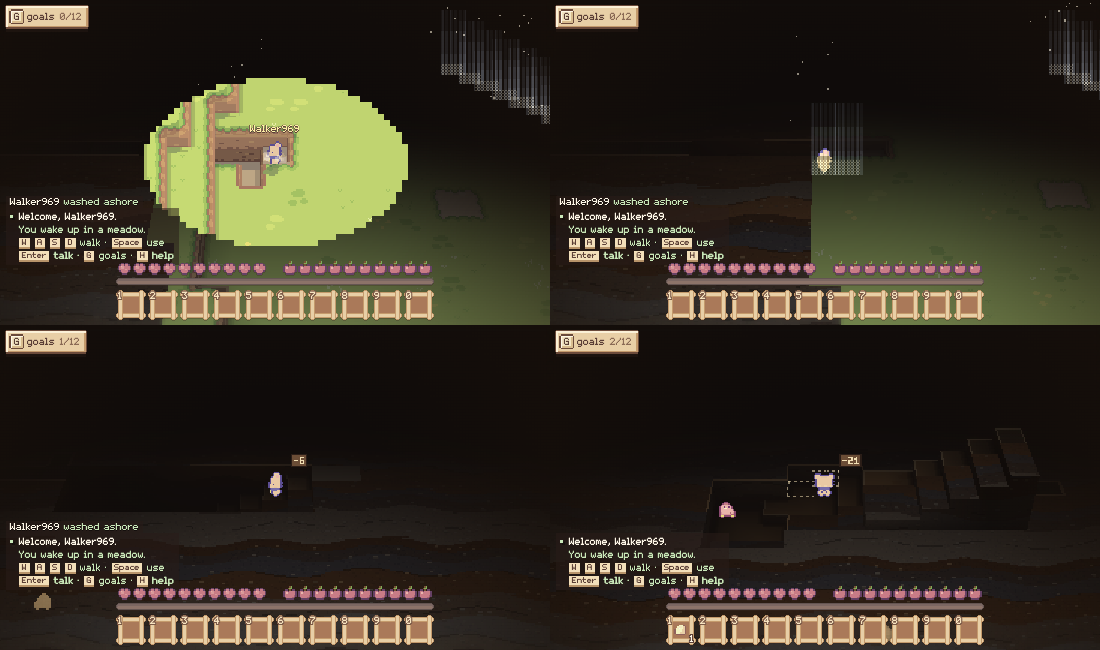 G goals 0/12
Walker969
Walker969 washed ashore
• Welcome, Walker969.
You wake up in a meadow.
W A S D walk · Space use
Enter talk · G goals · H help
1 2 3 4 5 6 7 8 9 0
G goals 0/12
Walker969 washed ashore
• Welcome, Walker969.
You wake up in a meadow.
W A S D walk · Space use
Enter talk · G goals · H help
1 2 3 4 5 6 7 8 9 0
G goals 1/12
-6
Walker969 washed ashore
• Welcome, Walker969.
You wake up in a meadow.
W A S D walk · Space use
Enter talk · G goals · H help
1 2 3 4 5 6 7 8 9 0
G goals 2/12
-21
Walker969 washed ashore
• Welcome, Walker969.
You wake up in a meadow.
W A S D walk · Space use
Enter talk · G goals · H help
1 2 3 4 5 6 7 8 9 0
1